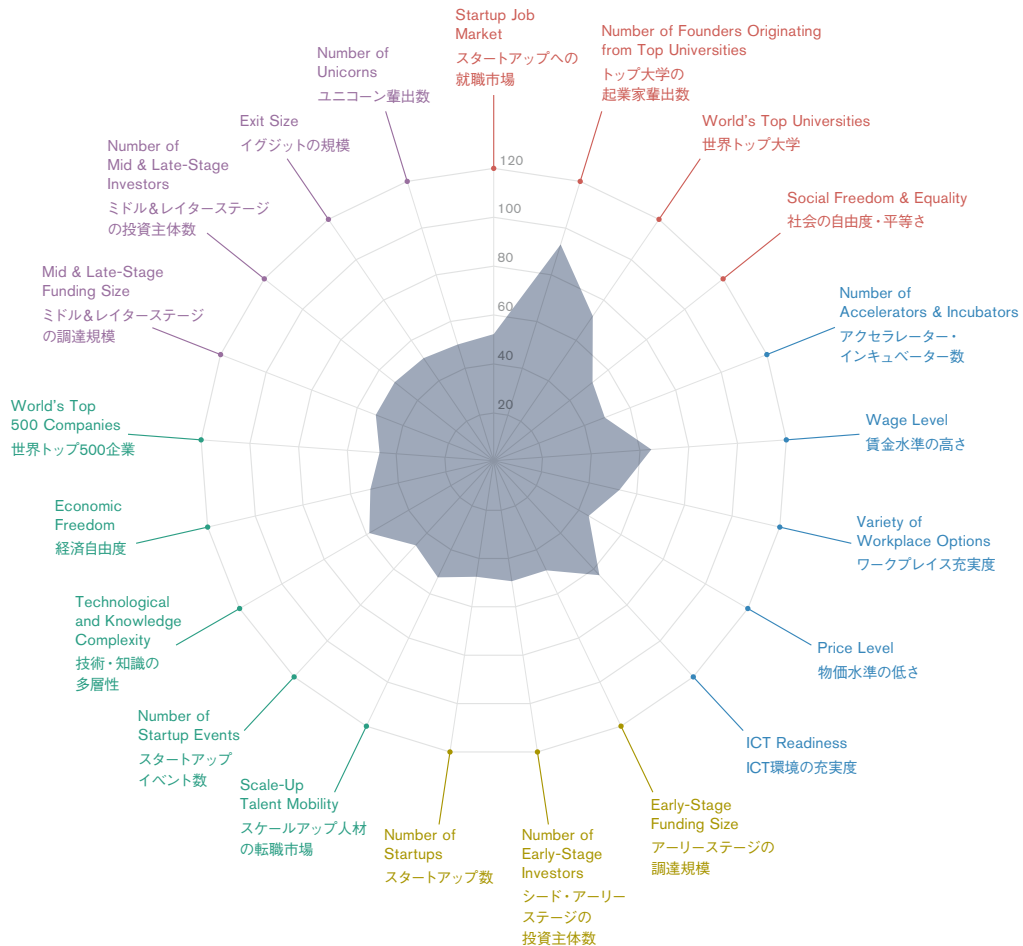 Startup Job
Market
スタートアップへの
就職市場
Number of Founders Originating
from Top Universities
トップ大学の
起業家輩出数
World's Top Universities
世界トップ大学
Social Freedom & Equality
社会の自由度・平等さ
Number of
Accelerators & Incubators
アクセラレーター・
インキュベーター数
Wage Level
賃金水準の高さ
Variety of
Workplace Options
ワークプレイス充実度
Price Level
物価水準の低さ
ICT Readiness
ICT環境の充実度
Early-Stage
Funding Size
アーリーステージの
調達規模
Number of
Early-Stage
Investors
シード・アーリー
ステージの
投資主体数
Number of
Startups
スタートアップ数
Scale-Up
Talent Mobility
スケールアップ人材
の転職市場
Number of
Startup Events
スタートアップ
イベント数
Technological
and Knowledge
Complexity
技術・知識の
多層性
Economic
Freedom
経済自由度
World's Top
500 Companies
世界トップ500企業
Mid & Late-Stage
Funding Size
ミドル＆レイターステージ
の調達規模
Number of
Mid & Late-Stage
Investors
ミドル＆レイターステージ
の投資主体数
Exit Size
イグジットの規模
Number of
Unicorns
ユニコーン輩出数
120
100
80
60
40
20